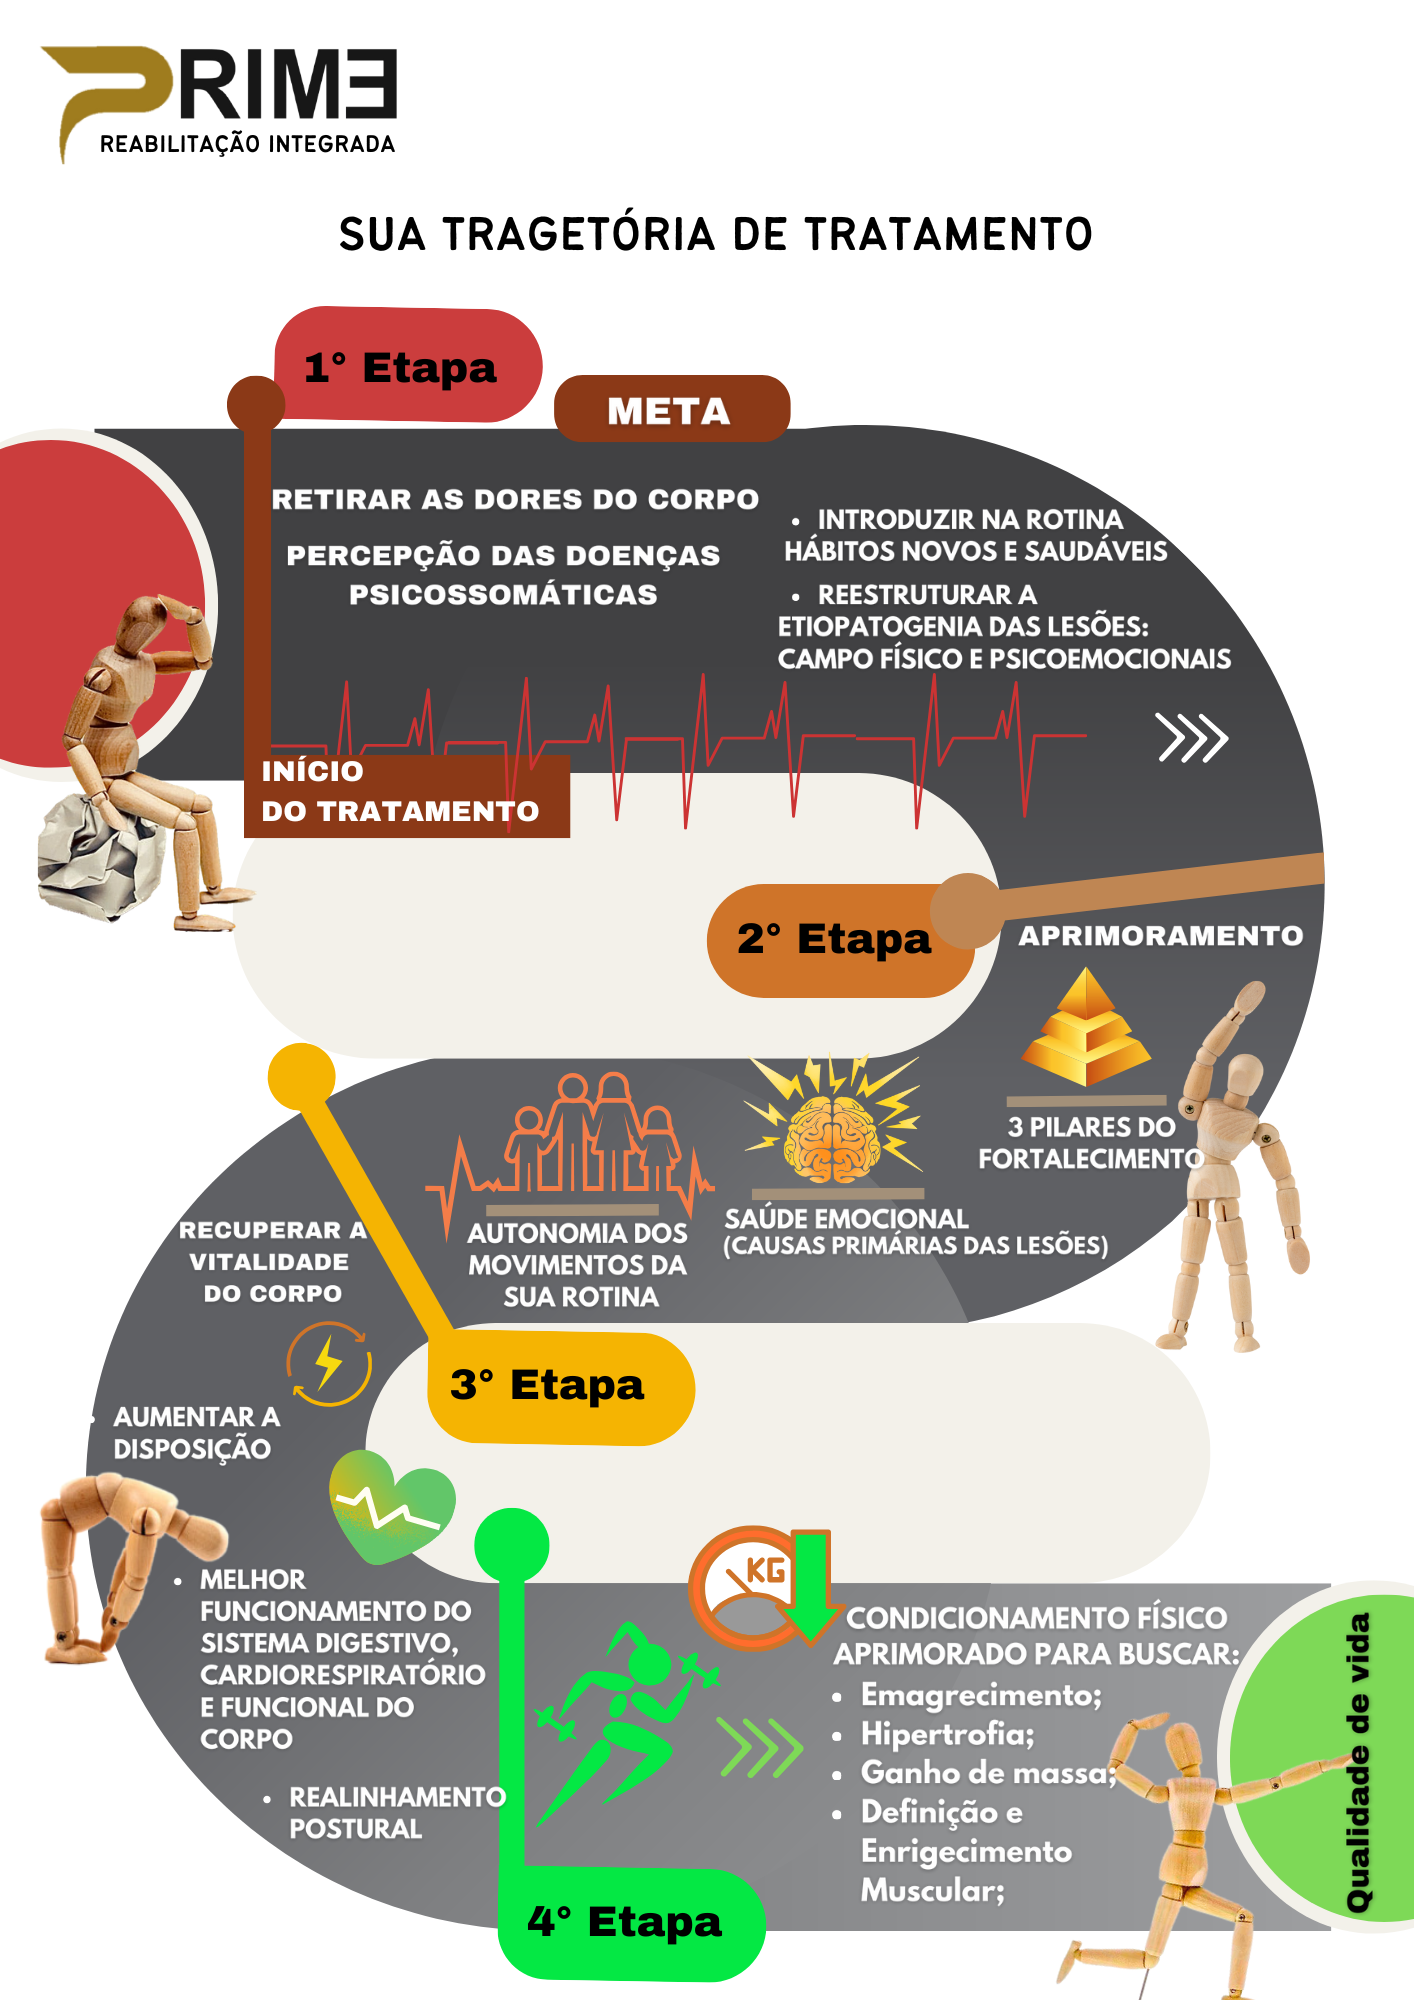 PRIME
REABILITAÇÃO INTEGRADA
SUA TRAGETÓRIA DE TRATAMENTO
1° Etapa
META
RETIRAR AS DORES DO CORPO
PERCEPÇÃO DAS DOENÇAS
PSICOSSOMÁTICAS
• INTRODUZIR NA ROTINA
HÁBITOS NOVOS E SAUDÁVEIS
• REESTRUTURAR A
ETIOPATOGENIA DAS LESÕES:
CAMPO FÍSICO E PSICOEMOCIONAIS
INÍCIO
DO TRATAMENTO
2° Etapa
APRIMORAMENTO
3 PILARES DO
FORTALECIMENTO
SAÚDE EMOCIONAL
(CAUSAS PRIMÁRIAS DAS LESÕES)
AUTONOMIA DOS
MOVIMENTOS DA
SUA ROTINA
3° Etapa
RECUPERAR A
VITALIDADE
DO CORPO
• AUMENTAR A
DISPOSIÇÃO
• MELHOR
FUNCIONAMENTO DO
SISTEMA DIGESTIVO,
CARDIORESPIRATÓRIO
E FUNCIONAL DO
CORPO
• REALINHAMENTO
POSTURAL
4° Etapa
KG
CONDICIONAMENTO FÍSICO
APRIMORADO PARA BUSCAR:
• Emagrecimento;
• Hipertrofia;
• Ganho de massa;
• Definição e
Enrigecimento
Muscular;
Qualidade de vida